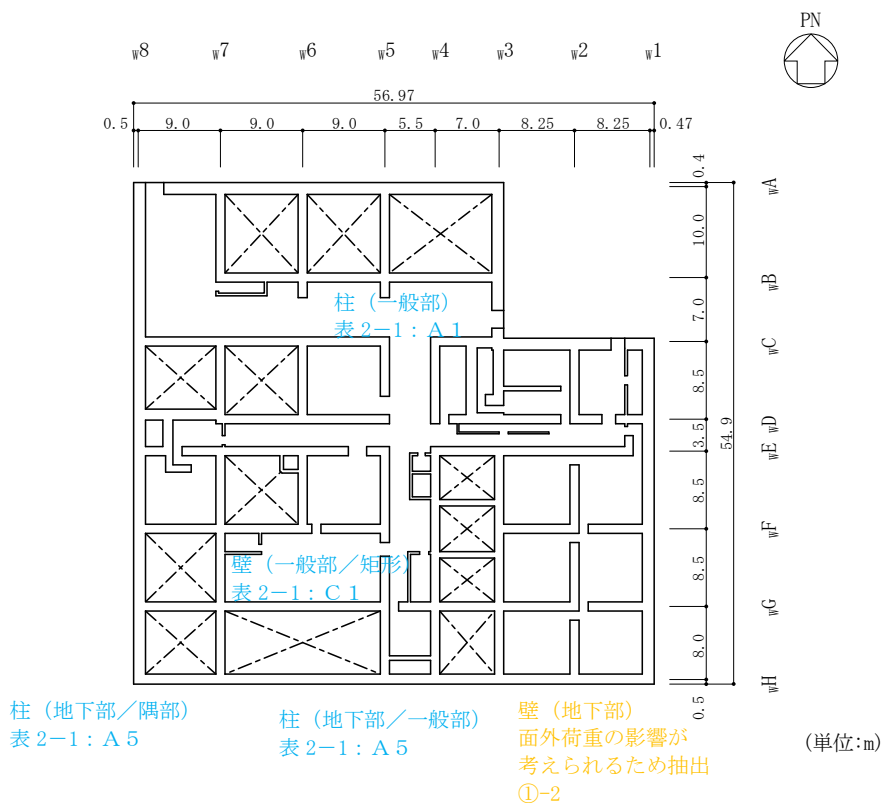 PN
w8 w7 w6 w5 w4 w3 w2 w1
56.97
0.5 9.0 9.0 9.0 5.5 7.0 8.25 8.25 0.47
0.4
wA
10.0
wB
7.0
wC
8.5
wD
3.5
54.9
wE
8.5
wF
8.5
wG
8.0
wH
0.5
柱（一般部）
表2－1：A1
壁（一般部／矩形）
表2－1：C1
柱（地下部／隅部）
表2－1：A5
柱（地下部／一般部）
表2－1：A5
壁（地下部）
面外荷重の影響が
考えられるため抽出
①-2
(単位:m)